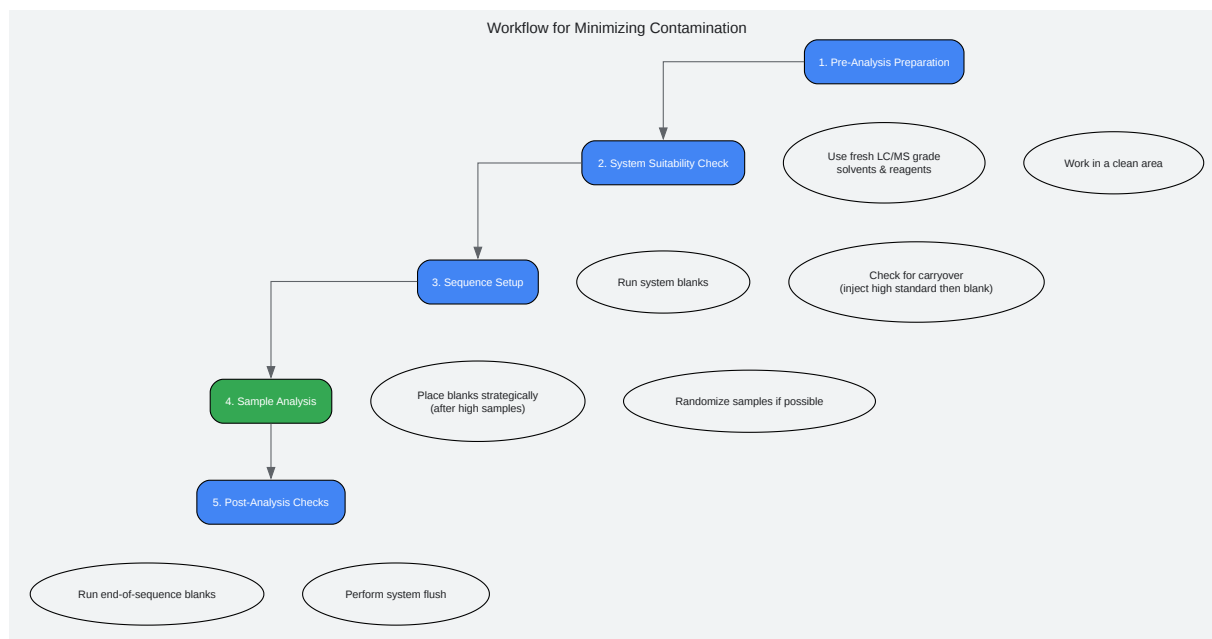 Workflow for Minimizing Contamination
1. Pre-Analysis Preparation
2. System Suitability Check
Use fresh LC/MS grade
solvents & reagents
Work in a clean area
3. Sequence Setup
Run system blanks
Check for carryover
(inject high standard then blank)
4. Sample Analysis
Place blanks strategically
(after high samples)
Randomize samples if possible
5. Post-Analysis Checks
Run end-of-sequence blanks
Perform system flush